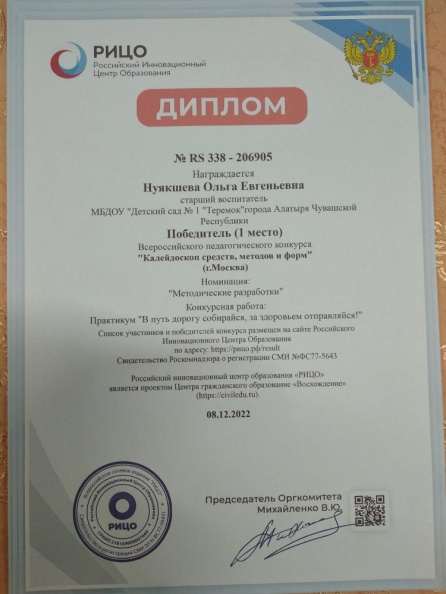 РИЦО
Российский Инновационный
Центр Образования
ДИПЛОМ
№ RS 338 - 206905
Награждается
Нуякшева Ольга Евгеньевна
старший воспитатель
МБДОУ "Детский сад № 1 "Теремок"города Алатыря Чувашской
Республики
Победитель (1 место)
Всероссийского педагогического конкурса
"Калейдоскоп средств, методов и форм"
(г.Москва)
Номинация:
"Методические разработки"
Конкурсная работа:
Практикум "В путь дорогу собирайся, за здоровьем отправляйся!"
Список участников и победителей конкурса размещен на сайте Российского
Инновационного Центра Образования
по адресу: https://рицо.рф/result
Свидетельство Роскомнадзора о регистрации СМИ №ФС77-5643
Российский инновационный центр образования «РИЦО»
является проектом Центра гражданского образование «Восхождение»
(https://civiledu.ru).
08.12.2022
Председатель Оргкомитета
Михайленко В.Ю.
РИЦО